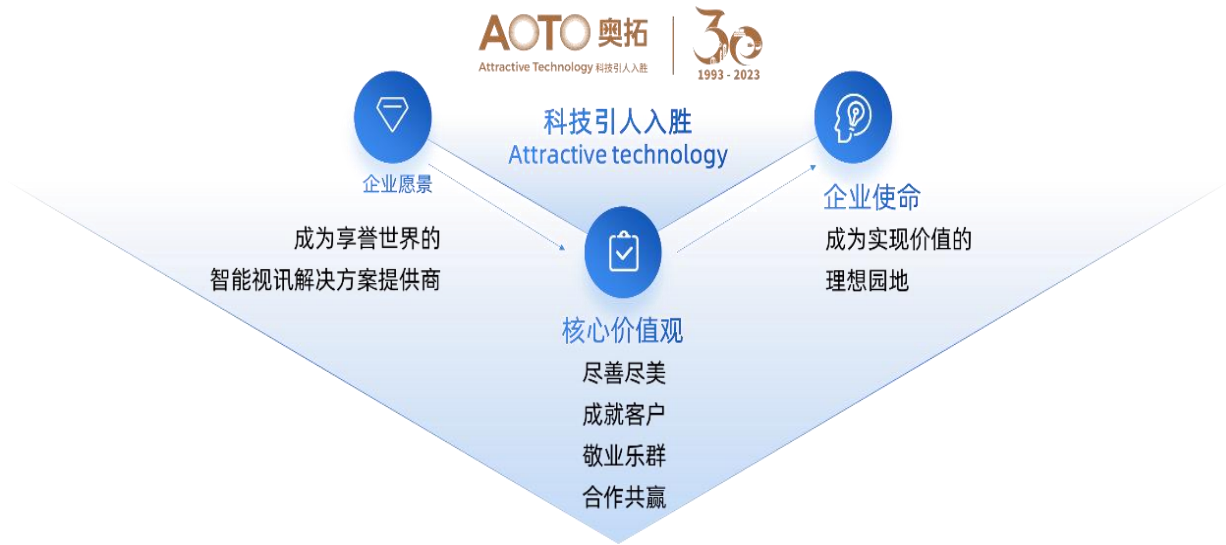 AOTO 奥拓
Attractive Technology 科技引人入胜
30
1993 - 2023
科技引人入胜
Attractive technology
企业愿景
成为享誉世界的
智能视讯解决方案提供商
核心价值观
尽善尽美
成就客户
敬业乐群
合作共赢
企业使命
成为实现价值的
理想园地